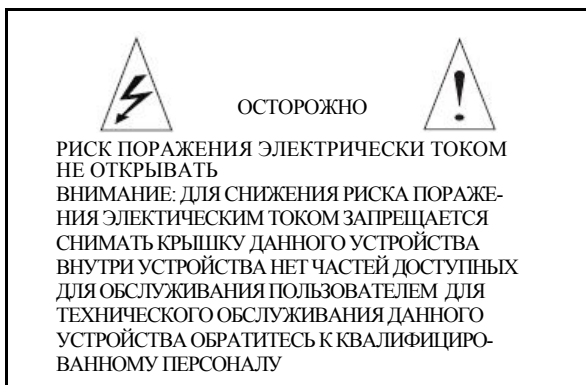 ОСТОРОЖНО
РИСК ПОРАЖЕНИЯ ЭЛЕКТРИЧЕСКИ ТОКОМ
НЕ ОТКРЫВАТЬ
ВНИМАНИЕ: ДЛЯ СНИЖЕНИЯ РИСКА ПОРАЖЕ-
НИЯ ЭЛЕКТИЧЕСКИМ ТОКОМ ЗАПРЕЩАЕТСЯ
СНИМАТЬ КРЫШКУ ДАННОГО УСТРОЙСТВА
ВНУТРИ УСТРОЙСТВА НЕТ ЧАСТЕЙ ДОСТУПНЫХ
ДЛЯ ОБСЛУЖИВАНИЯ ПОЛЬЗОВАТЕЛЕМ ДЛЯ
ТЕХНИЧЕСКОГО ОБСЛУЖИВАНИЯ ДАННОГО
УСТРОЙСТВА ОБРАТИТЕСЬ К КВАЛИФИЦИРО-
ВАННОМУ ПЕРСОНАЛУ